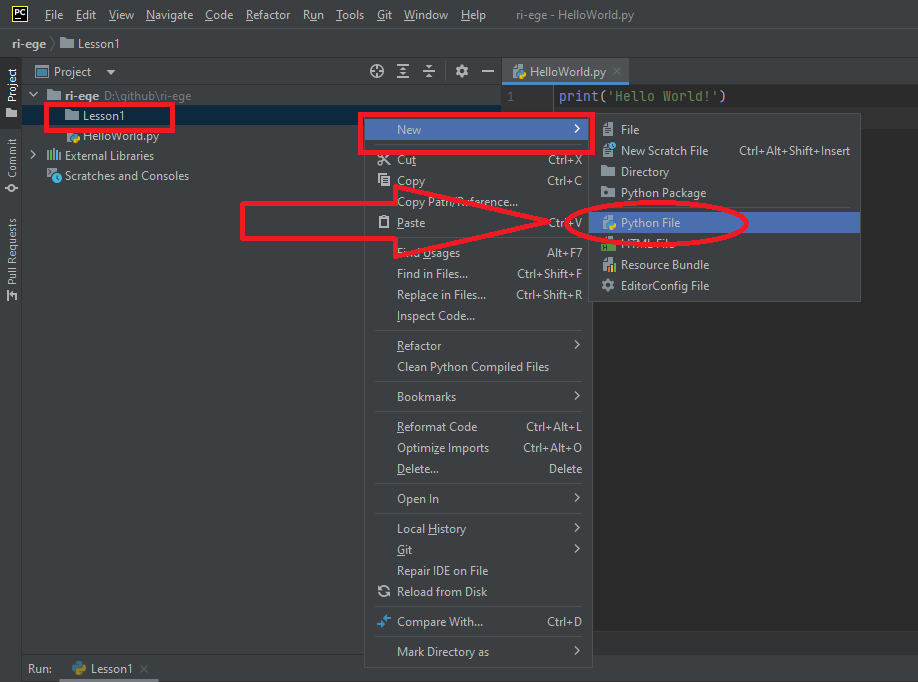 PC File Edit View Navigate Code Refactor Run Tools Git Window Help ri-ege - HelloWorld.py
ri-ege Lesson1
Project
Project
Commit
Pull Requests
ri-ege D:\github\ri-ege
Lesson1
HelloWorld.py
External Libraries
Scratches and Consoles
HelloWorld.py
1 print('Hello World!')
New
Cut Ctrl+X
Copy Ctrl+C
Copy Path/Reference...
Paste Ctrl+V
Find Usages Alt+F7
Find in Files... Ctrl+Shift+F
Replace in Files... Ctrl+Shift+R
Inspect Code...
Refactor
Clean Python Compiled Files
Bookmarks
Reformat Code Ctrl+Alt+L
Optimize Imports Ctrl+Alt+O
Delete... Delete
Open In
Local History
Git
Repair IDE on File
Reload from Disk
Compare With... Ctrl+D
Mark Directory as
File
New Scratch File Ctrl+Alt+Shift+Insert
Directory
Python Package
Python File
HTML File
Resource Bundle
EditorConfig File
Run: Lesson1